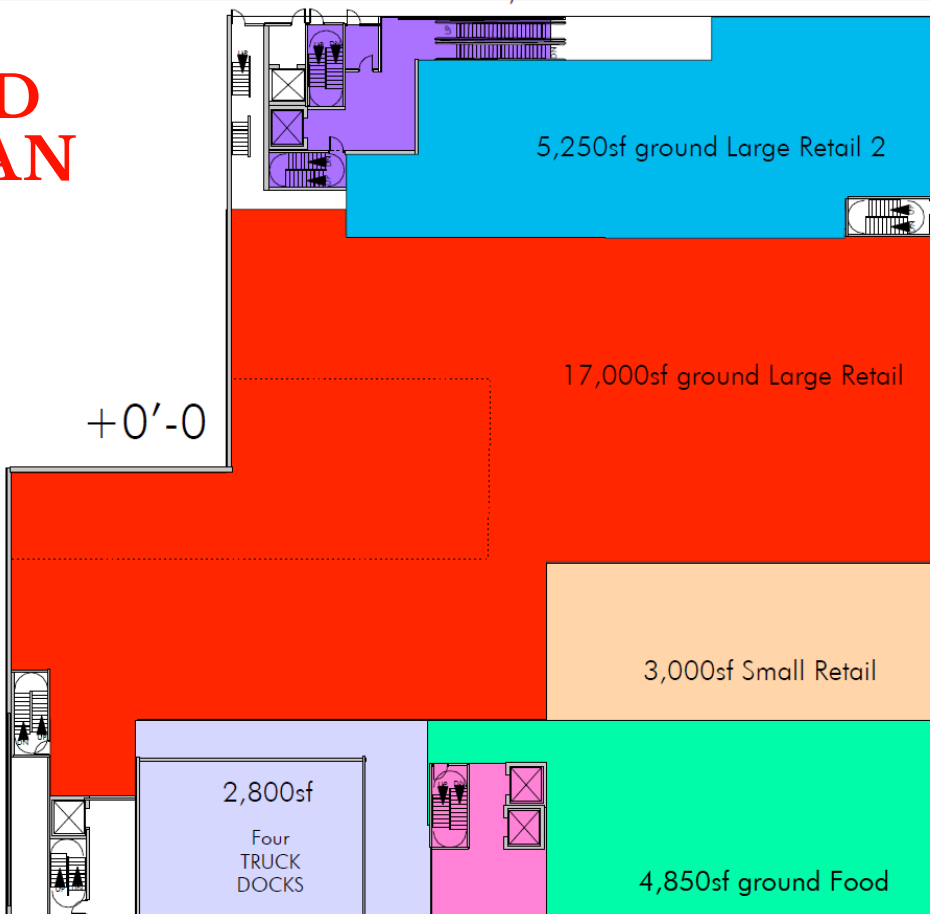 D
AN
5,250sf ground Large Retail 2
17,000sf ground Large Retail
+0'-0
3,000sf Small Retail
2,800sf
Four
TRUCK
DOCKS
4,850sf ground Food